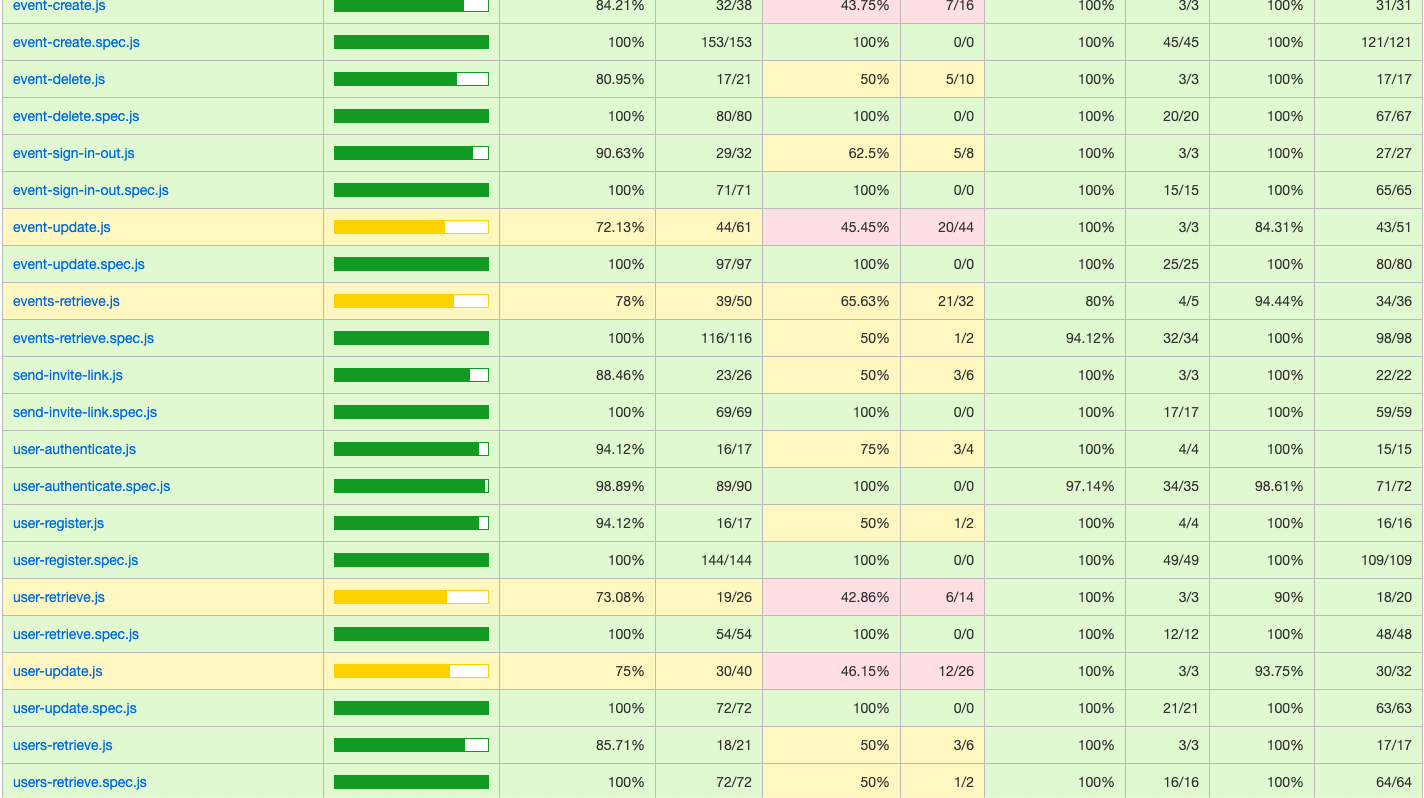 event-create.js 84.21% 32/38 43.75% 7/16 100% 3/3 100% 31/31
event-create.spec.js 100% 153/153 100% 0/0 100% 45/45 100% 121/121
event-delete.js 80.95% 17/21 50% 5/10 100% 3/3 100% 17/17
event-delete.spec.js 100% 80/80 100% 0/0 100% 20/20 100% 67/67
event-sign-in-out.js 90.63% 29/32 62.5% 5/8 100% 3/3 100% 27/27
event-sign-in-out.spec.js 100% 71/71 100% 0/0 100% 15/15 100% 65/65
event-update.js 72.13% 44/61 45.45% 20/44 100% 3/3 84.31% 43/51
event-update.spec.js 100% 97/97 100% 0/0 100% 25/25 100% 80/80
events-retrieve.js 78% 39/50 65.63% 21/32 80% 4/5 94.44% 34/36
events-retrieve.spec.js 100% 116/116 50% 1/2 94.12% 32/34 100% 98/98
send-invite-link.js 88.46% 23/26 50% 3/6 100% 3/3 100% 22/22
send-invite-link.spec.js 100% 69/69 100% 0/0 100% 17/17 100% 59/59
user-authenticate.js 94.12% 16/17 75% 3/4 100% 4/4 100% 15/15
user-authenticate.spec.js 98.89% 89/90 100% 0/0 97.14% 34/35 98.61% 71/72
user-register.js 94.12% 16/17 50% 1/2 100% 4/4 100% 16/16
user-register.spec.js 100% 144/144 100% 0/0 100% 49/49 100% 109/109
user-retrieve.js 73.08% 19/26 42.86% 6/14 100% 3/3 90% 18/20
user-retrieve.spec.js 100% 54/54 100% 0/0 100% 12/12 100% 48/48
user-update.js 75% 30/40 46.15% 12/26 100% 3/3 93.75% 30/32
user-update.spec.js 100% 72/72 100% 0/0 100% 21/21 100% 63/63
users-retrieve.js 85.71% 18/21 50% 3/6 100% 3/3 100% 17/17
users-retrieve.spec.js 100% 72/72 50% 1/2 100% 16/16 100% 64/64